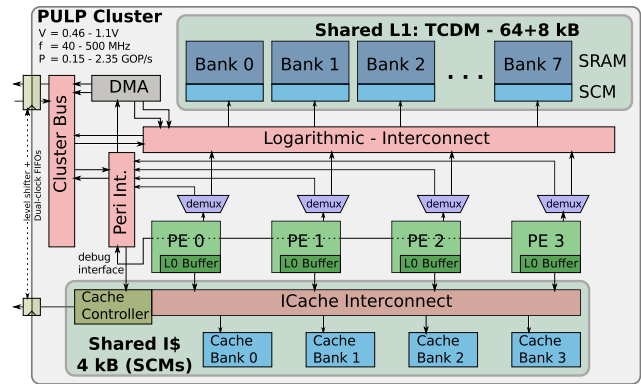 PULP Cluster
V = 0.46 - 1.1V
f = 40 - 500 MHz
P = 0.15 - 2.35 GOP/s
Shared L1: TCDM - 64+8 kB
Bank 0
Bank 1
Bank 2
. . .
Bank 7
SRAM
SCM
DMA
Cluster Bus
Logarithmic - Interconnect
Peri Int.
level shifter +
Dual-clock FIFOs
demux
demux
demux
demux
PE 0
PE 1
PE 2
PE 3
L0 Buffer
L0 Buffer
L0 Buffer
L0 Buffer
debug
interface
Cache
Controller
ICache Interconnect
Shared I$
4 kB (SCMs)
Cache
Bank 0
Cache
Bank 1
Cache
Bank 2
Cache
Bank 3